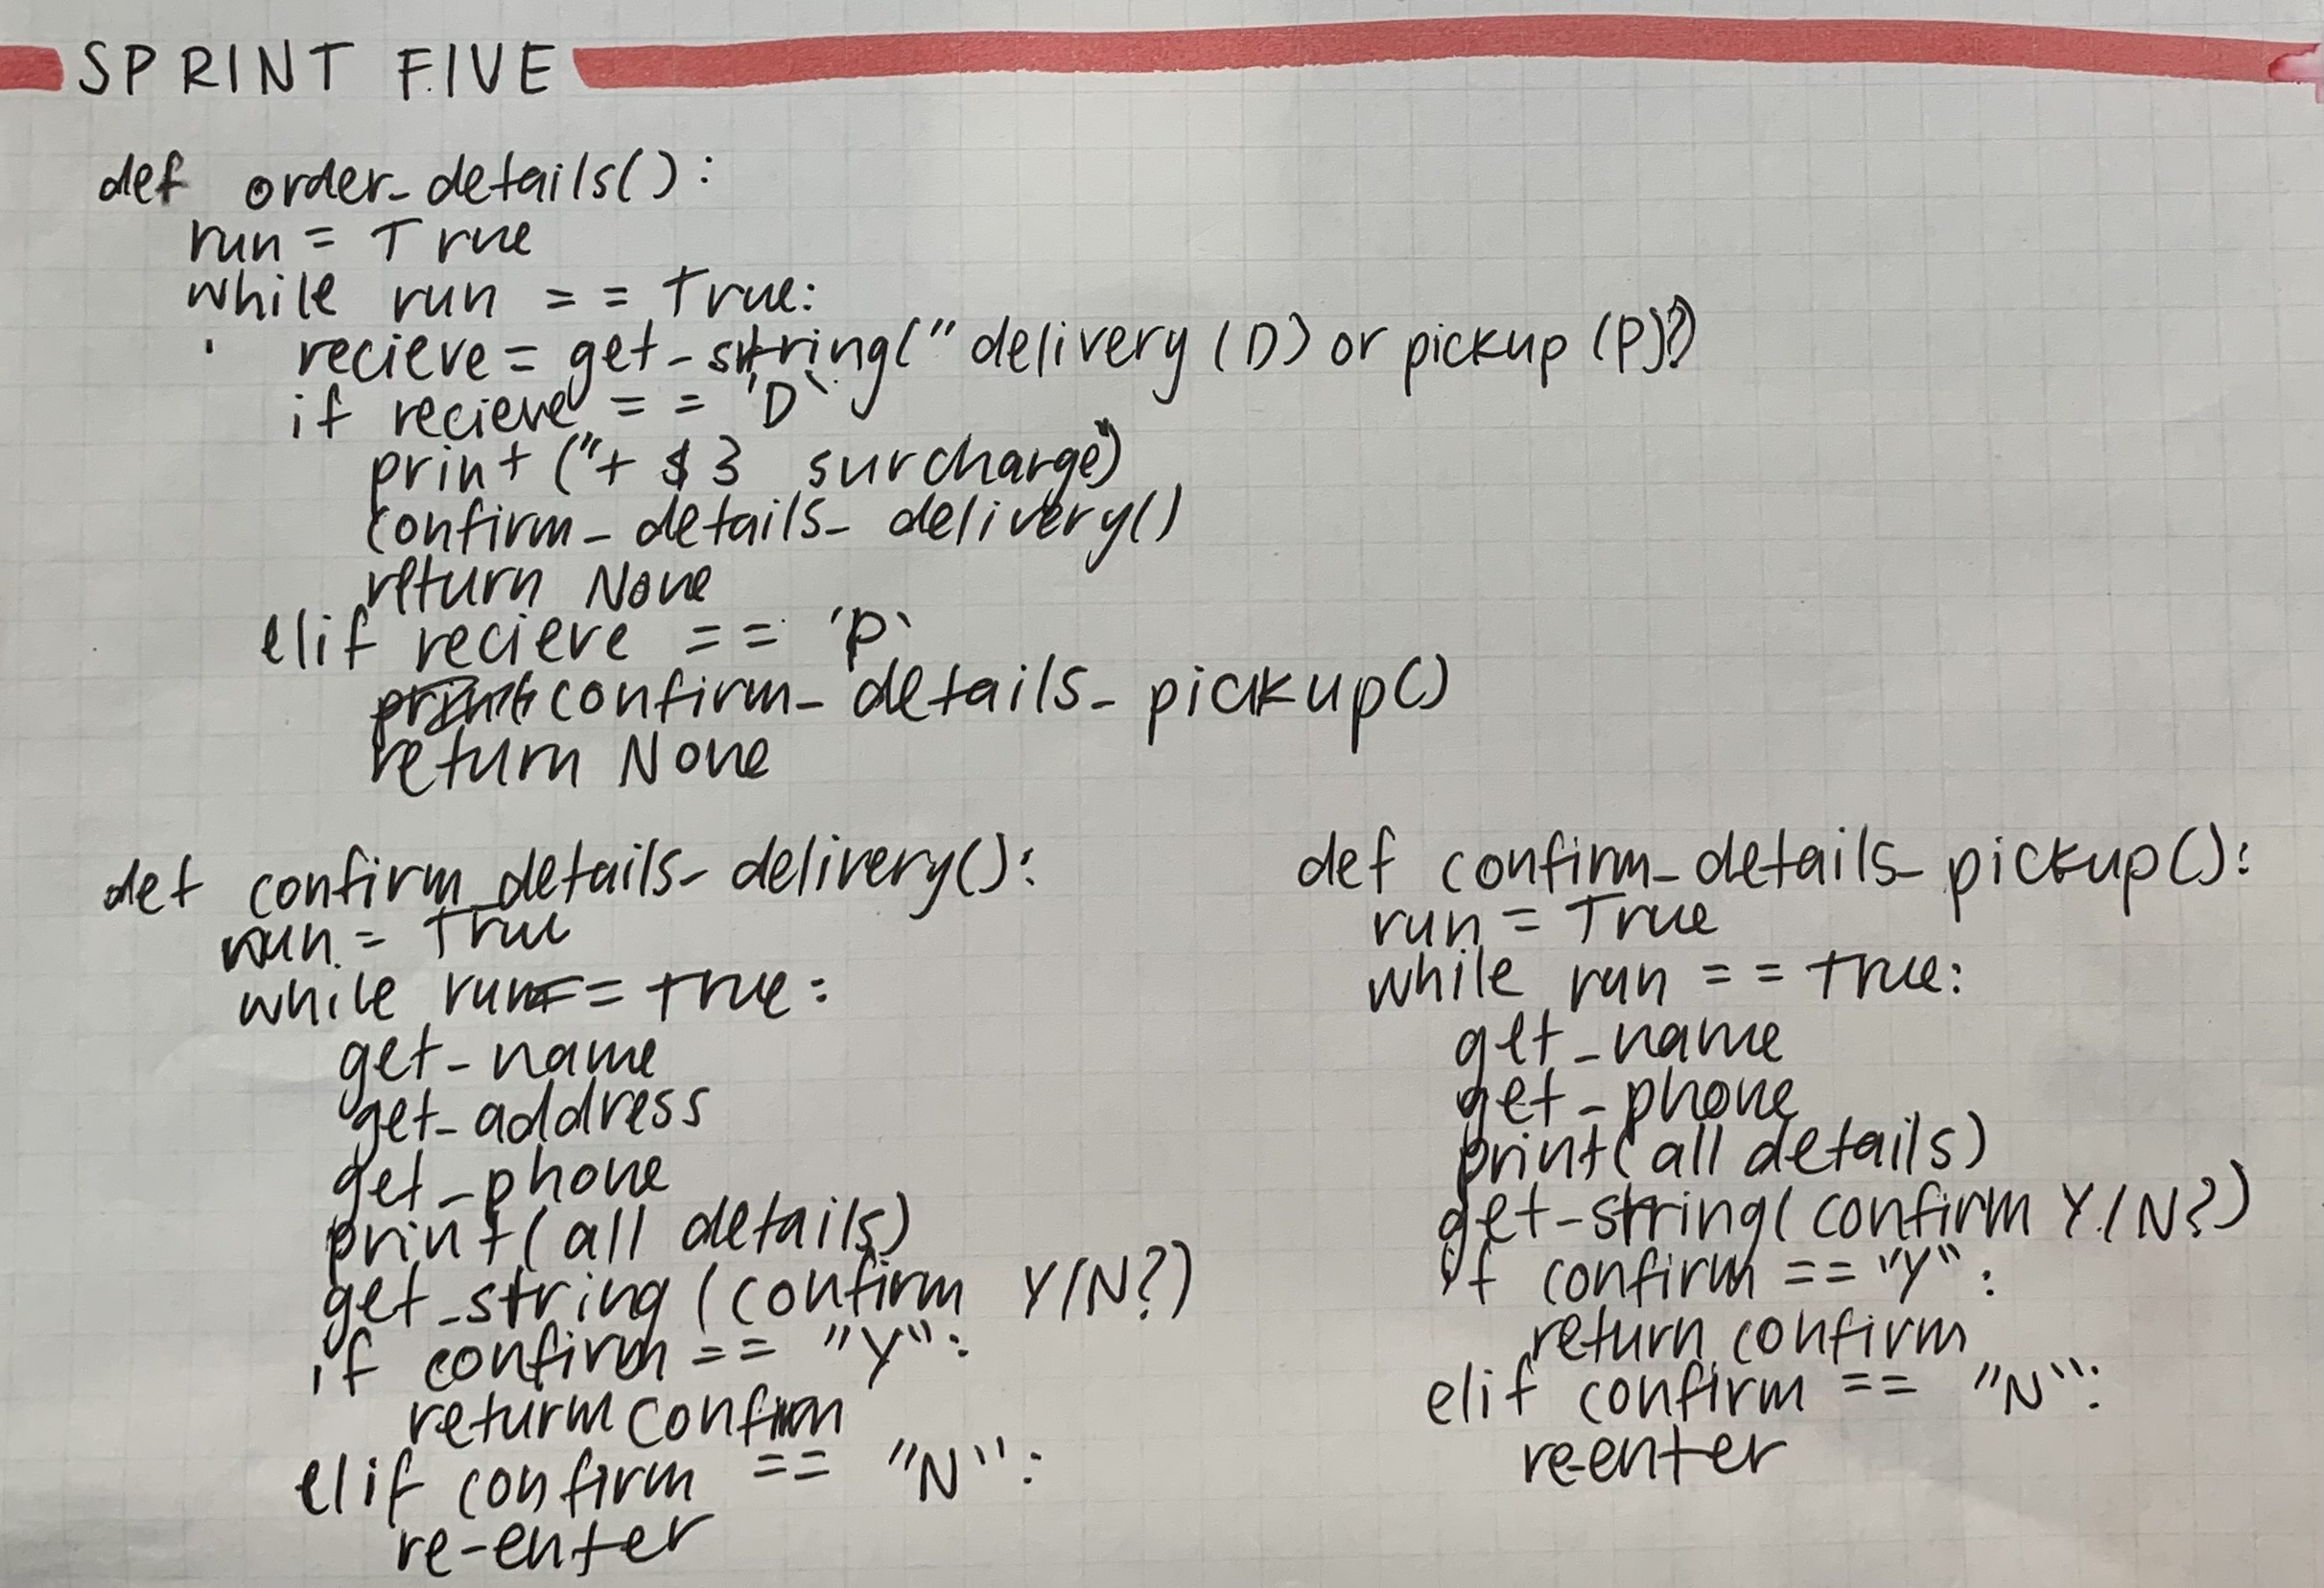 SPRINT FIVE
def order_details():
run = True
while run == True:
recieve = get_string("delivery (D) or pickup (P)?)
if recieve == 'D'
print ("+ $3 surcharge")
confirm_details_delivery()
return None
elif recieve == 'P'
confirm_details_pickup()
return None
def confirm_details_delivery():
run = True
while run == True:
get_name
get_address
get_phone
print(all details)
get_string (confirm Y/N?)
if confirm == "Y":
return confirm
elif confirm == "N":
re-enter
def confirm_details_pickup():
run = True
while run == True:
get_name
get_phone
print(all details)
get_string(confirm Y/N?)
if confirm == "Y":
return confirm
elif confirm == "N":
re-enter